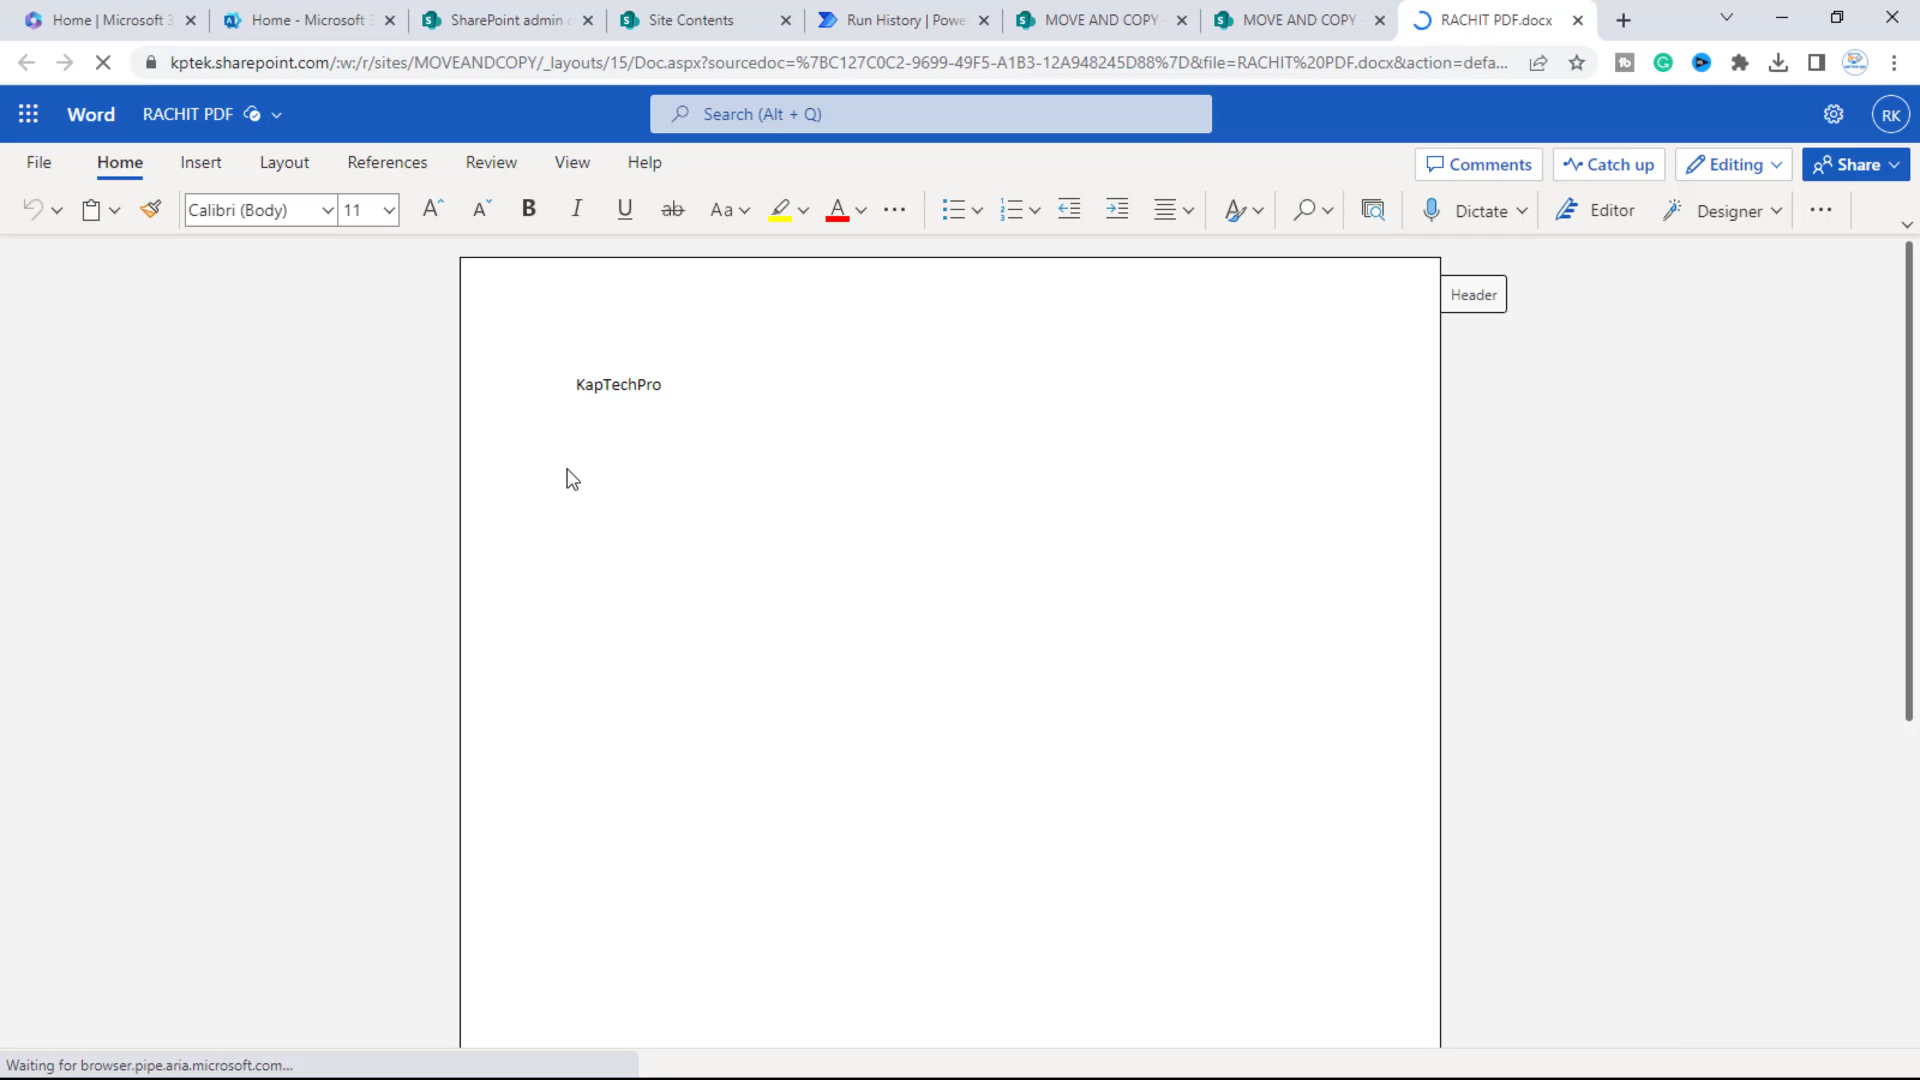 Home | Microsoft 3
Home - Microsoft 3
SharePoint admin c
Site Contents
Run History | Powe
MOVE AND COPY -
MOVE AND COPY -
RACHIT PDF.docx
kptek.sharepoint.com/:w:/r/sites/MOVEANDCOPY/_layouts/15/Doc.aspx?sourcedoc=%7BC127C0C2-9699-49F5-A1B3-12A948245D88%7D&file=RACHIT%20PDF.docx&action=defa...
Word RACHIT PDF
Search (Alt + Q)
RK
File Home Insert Layout References Review View Help
Comments Catch up Editing Share
Calibri (Body) 11
B I U ab Aa A
Dictate Editor Designer
Header
KapTechPro
Waiting for browser.pipe.aria.microsoft.com...